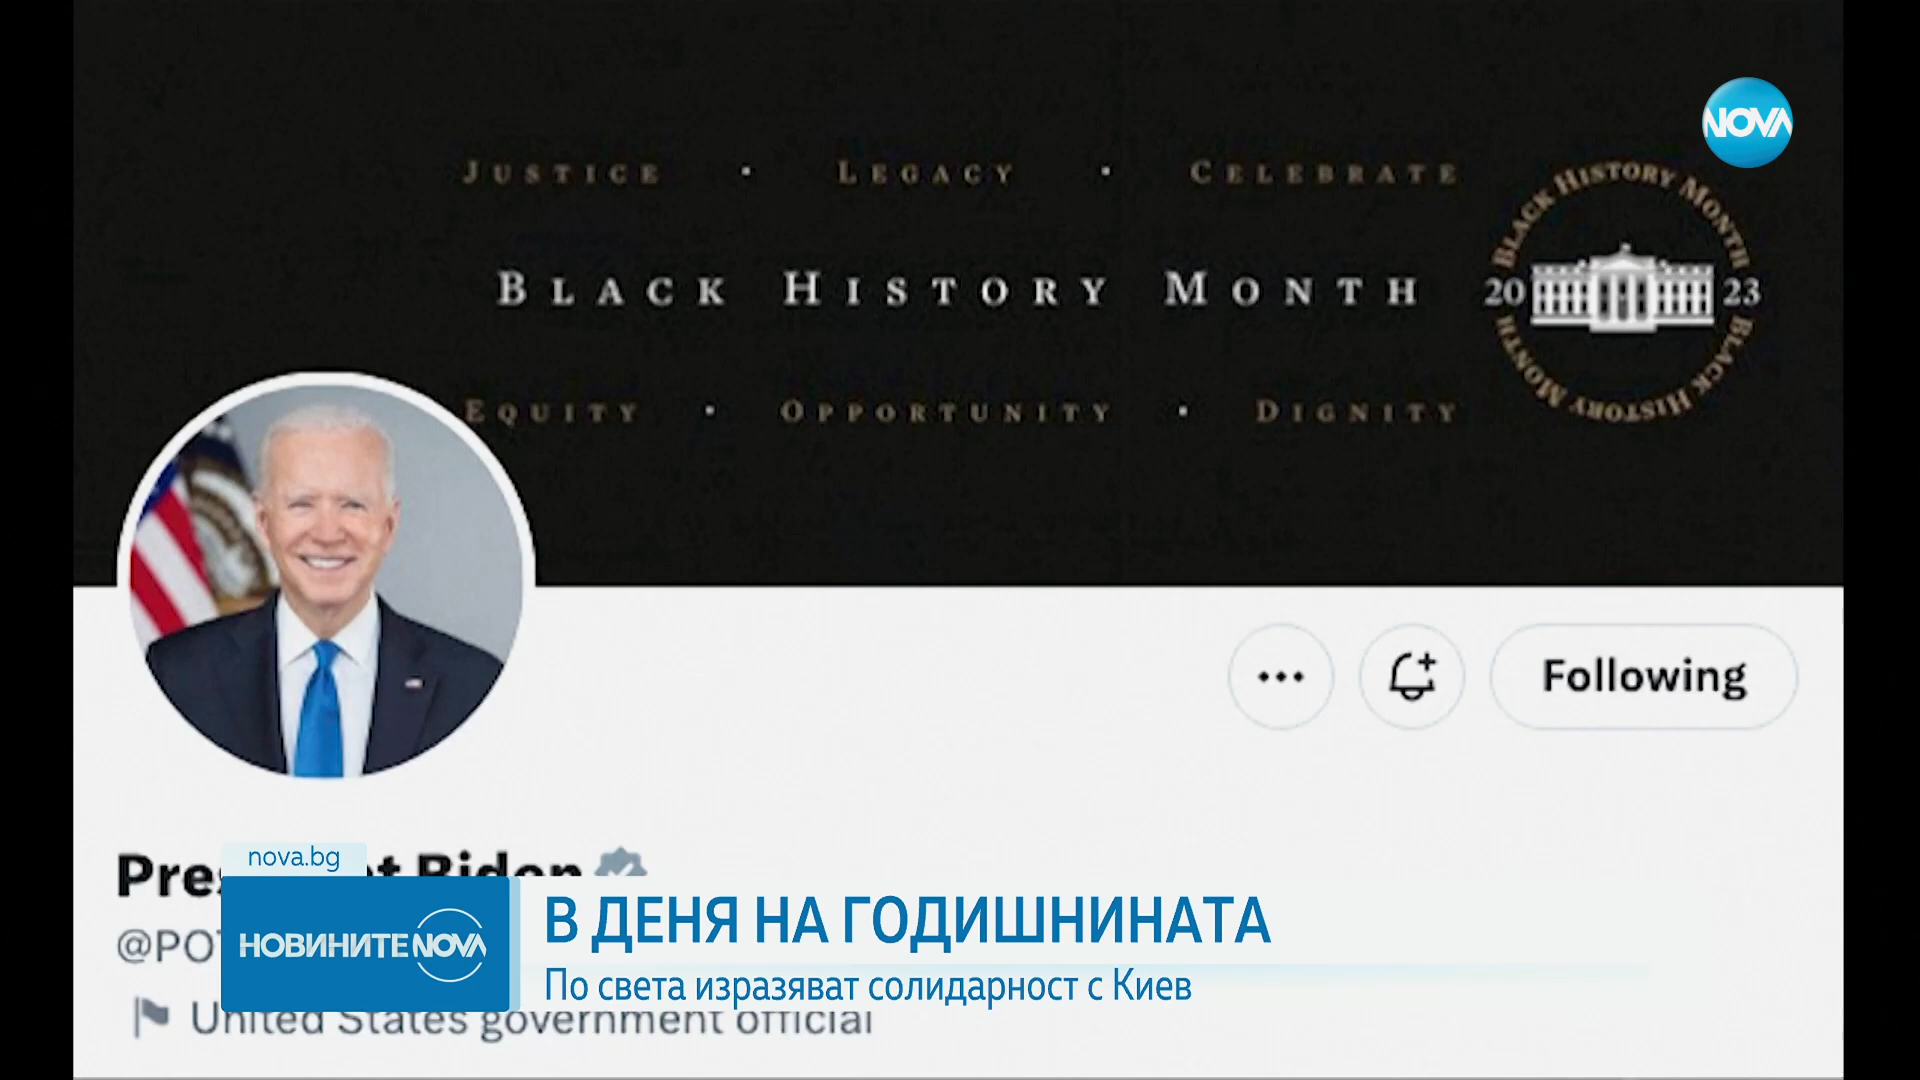 NOVA
JUSTICE · LEGACY · CELEBRATE
BLACK HISTORY MONTH
BLACK HISTORY MONTH
20 23
BLACK HISTORY MONTH
EQUITY · OPPORTUNITY · DIGNITY
Following
Biden
nova.bg
НОВИНИТЕ NOVA
В ДЕНЯ НА ГОДИШНИНАТА
По света изразяват солидарност с Киев
United States government official